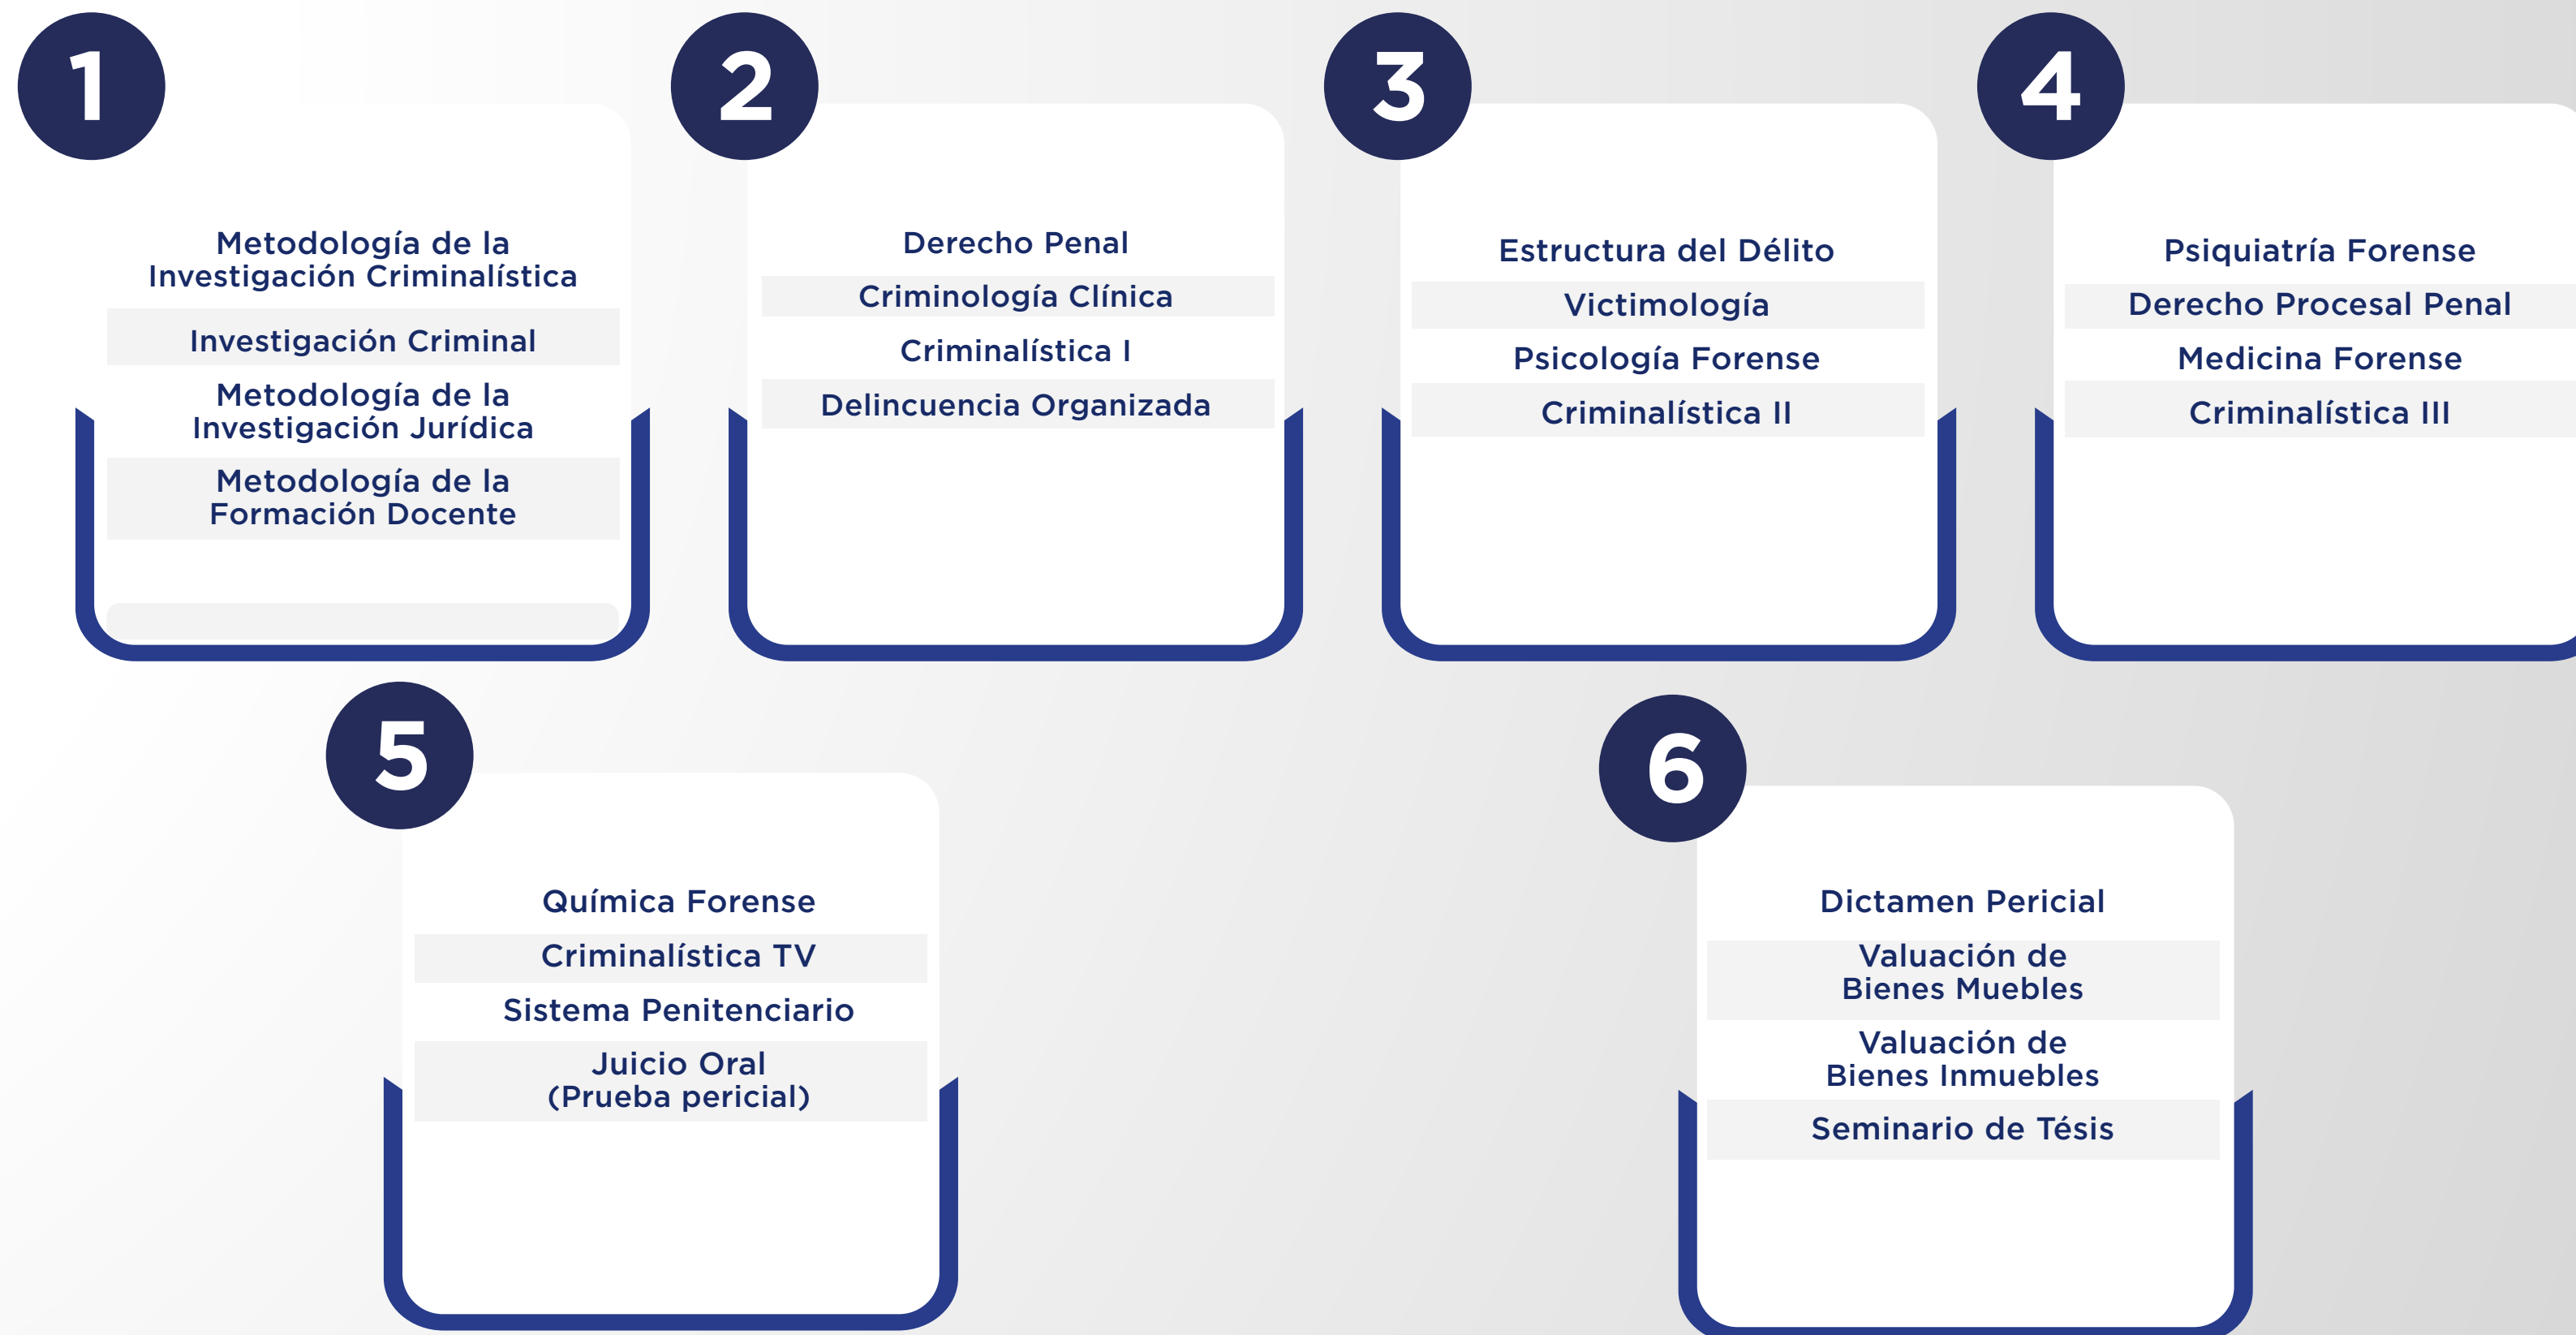 1
Metodología de la
Investigación Criminalística
Investigación Criminal
Metodología de la
Investigación Jurídica
Metodología de la
Formación Docente
2
Derecho Penal
Criminología Clínica
Criminalística I
Delincuencia Organizada
3
Estructura del Délito
Victimología
Psicología Forense
Criminalística II
4
Psiquiatría Forense
Derecho Procesal Penal
Medicina Forense
Criminalística III
5
Química Forense
Criminalística TV
Sistema Penitenciario
Juicio Oral
(Prueba pericial)
6
Dictamen Pericial
Valuación de
Bienes Muebles
Valuación de
Bienes Inmuebles
Seminario de Tésis